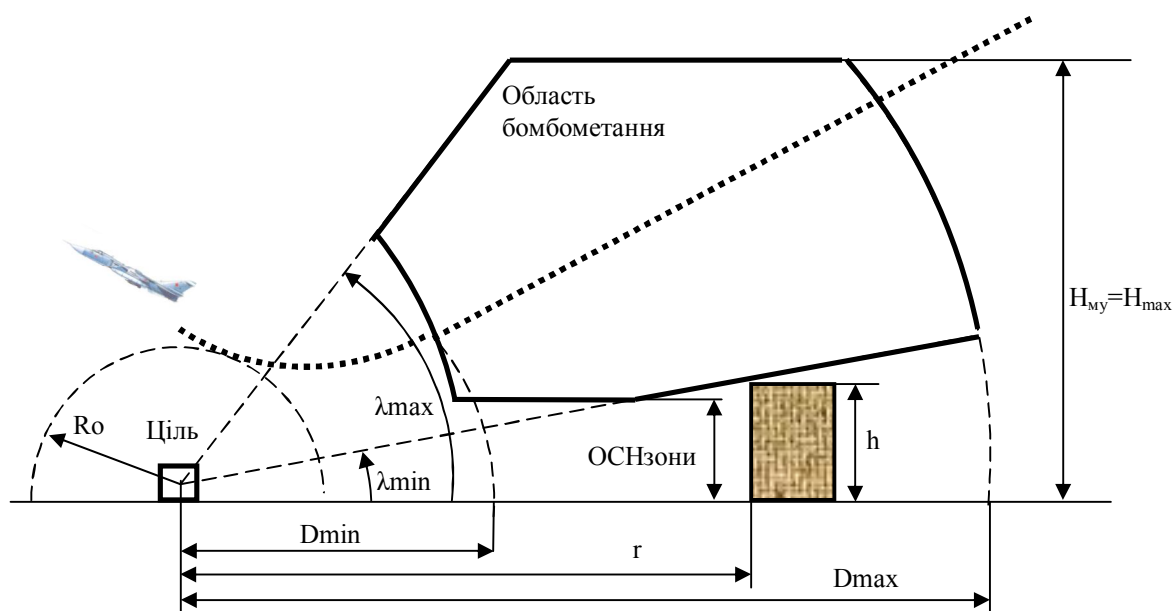 Область
бомбометання
Hму=Hmax
λmax
Ro
Ціль
ОСНзони
h
λmin
Dmin
r
Dmax